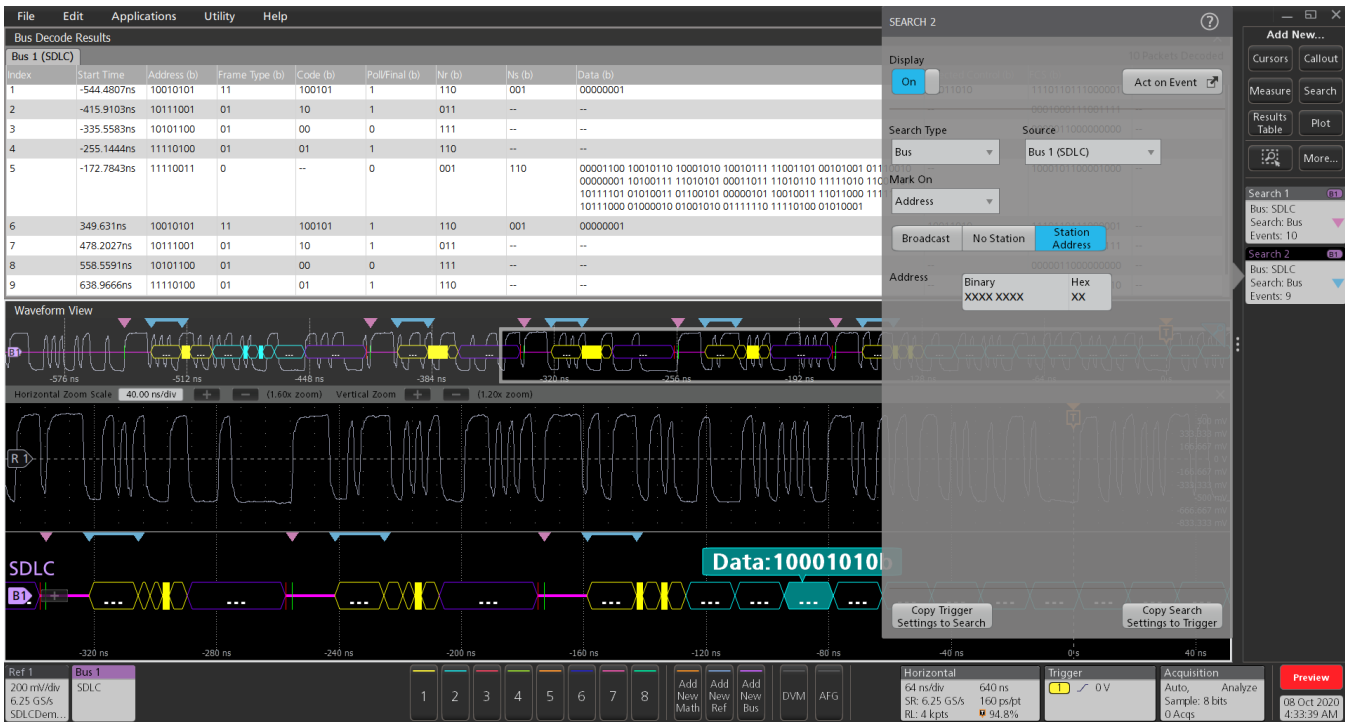 File Edit Applications Utility Help
Bus Decode Results
Bus 1 (SDLC)
Index Start Time Address (b) Frame Type (b) Code (b) Poll/Final (b) Nr (b) Ns (b) Data (b)
1 -544.4807ns 10010101 11 100101 1 110 001 00000001
2 -415.9103ns 10111001 01 10 1 011 -- --
3 -335.5583ns 10101100 01 00 0 111 -- --
4 -255.1444ns 11110100 01 01 1 110 -- --
5 -172.7843ns 11110011 0 -- 0 001 110 00001100 10010110 10001010 10010111 11001101 00101001
00000001 10100111 11010101 00011011 11010110 11111010
10111101 01010011 01100101 00000101 10010011 11011000
10111000 01000010 01001010 01111110 11110100 01010001
6 349.631ns 10010101 11 100101 1 110 001 00000001
7 478.2027ns 10111001 01 10 1 011 -- --
8 558.5591ns 10101100 01 00 0 111 -- --
9 638.9666ns 11110100 01 01 1 110 -- --
SEARCH 2 ?
Display
On
Act on Event
Search Type Source
Bus Bus 1 (SDLC)
Mark On
Address
Broadcast No Station Station Address
Address Binary Hex
XXXX XXXX XX
Copy Trigger Settings to Search
Copy Search Settings to Trigger
Add New...
Cursors Callout
Measure Search
Results Table Plot
More...
Search 1 B1
Bus: SDLC
Search: Bus
Events: 10
Search 2 B1
Bus: SDLC
Search: Bus
Events: 9
Waveform View
B1
-576 ns -512 ns -448 ns -384 ns -320 ns -256 ns -192 ns
Horizontal Zoom Scale 40.00 ns/div + − (1.60x zoom) Vertical Zoom + − (1.20x zoom)
R 1
T
SDLC
Data:10001010b
B1 +
-320 ns -280 ns -240 ns -200 ns -160 ns -120 ns -80 ns -40 ns 0 s 40 ns
Ref 1
200 mV/div
6.25 GS/s
SDLCDem...
Bus 1
SDLC
1 2 3 4 5 6 7 8
Add New Math
Add New Ref
Add New Bus
DVM AFG
Horizontal
64 ns/div 640 ns
SR: 6.25 GS/s 160 ps/pt
RL: 4 kpts 94.8%
Trigger
1 0 V
Acquisition
Auto, Analyze
Sample: 8 bits
0 Acqs
Preview
08 Oct 2020
4:33:39 AM